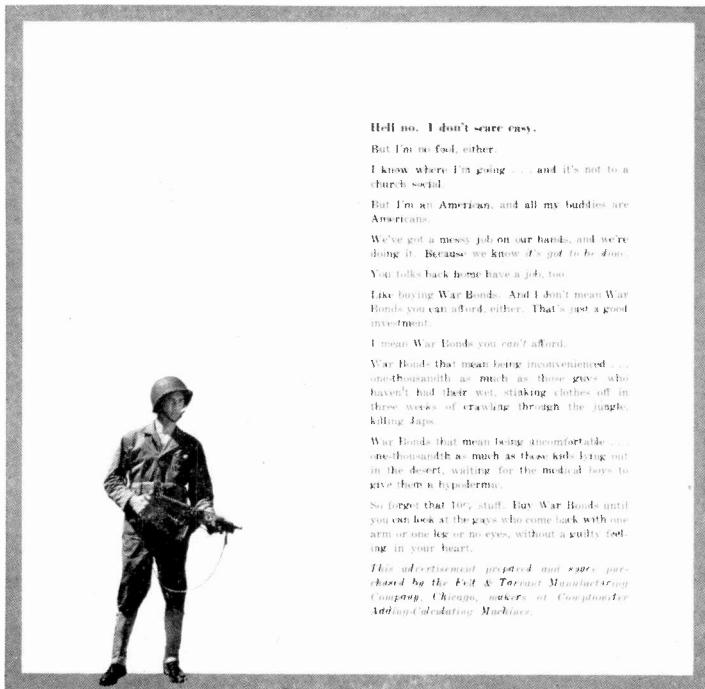 Hell no. I don't scare easy.
But I'm no fool, either.
I know where I'm going . . . and it's not to a
church social.
But I'm an American, and all my buddies are
Americans.
We've got a messy job on our hands, and we're
doing it. Because we know it's got to be done.
You folks back home have a job, too.
Like buying War Bonds. And I don't mean War
Bonds you can afford, either. That's just a good
investment.
I mean War Bonds you can't afford.
War Bonds that mean being inconvenienced . . .
one-thousandth as much as those guys who
haven't had their wet, stinking clothes off in
three weeks of crawling through the jungle,
killing Japs.
War Bonds that mean being uncomfortable . . .
one-thousandth as much as those kids lying out
in the desert, waiting for the medical boys to
give them a hypodermic.
So forget that 10% stuff. Buy War Bonds until
you can look at the guys who come back with one
arm or one leg or no eyes, without a guilty feel-
ing in your heart.
This advertisement prepared and space pur-
chased by the Felt & Tarrant Manufacturing
Company, Chicago, makers of Comptometer
Adding-Calculating Machines.